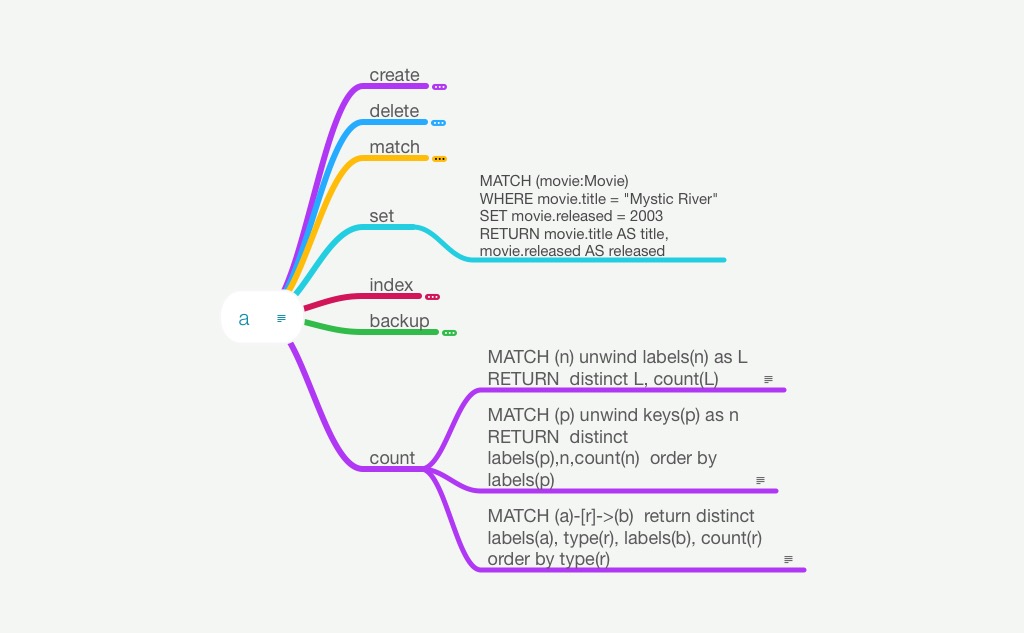 create
delete
match
set
MATCH (movie:Movie)
WHERE movie.title = "Mystic River"
SET movie.released = 2003
RETURN movie.title AS title,
movie.released AS released
index
backup
a
count
MATCH (n) unwind labels(n) as L
RETURN  distinct L, count(L)
MATCH (p) unwind keys(p) as n
RETURN  distinct
labels(p),n,count(n)  order by
labels(p)
MATCH (a)-[r]->(b)  return distinct
labels(a), type(r), labels(b), count(r)
order by type(r)